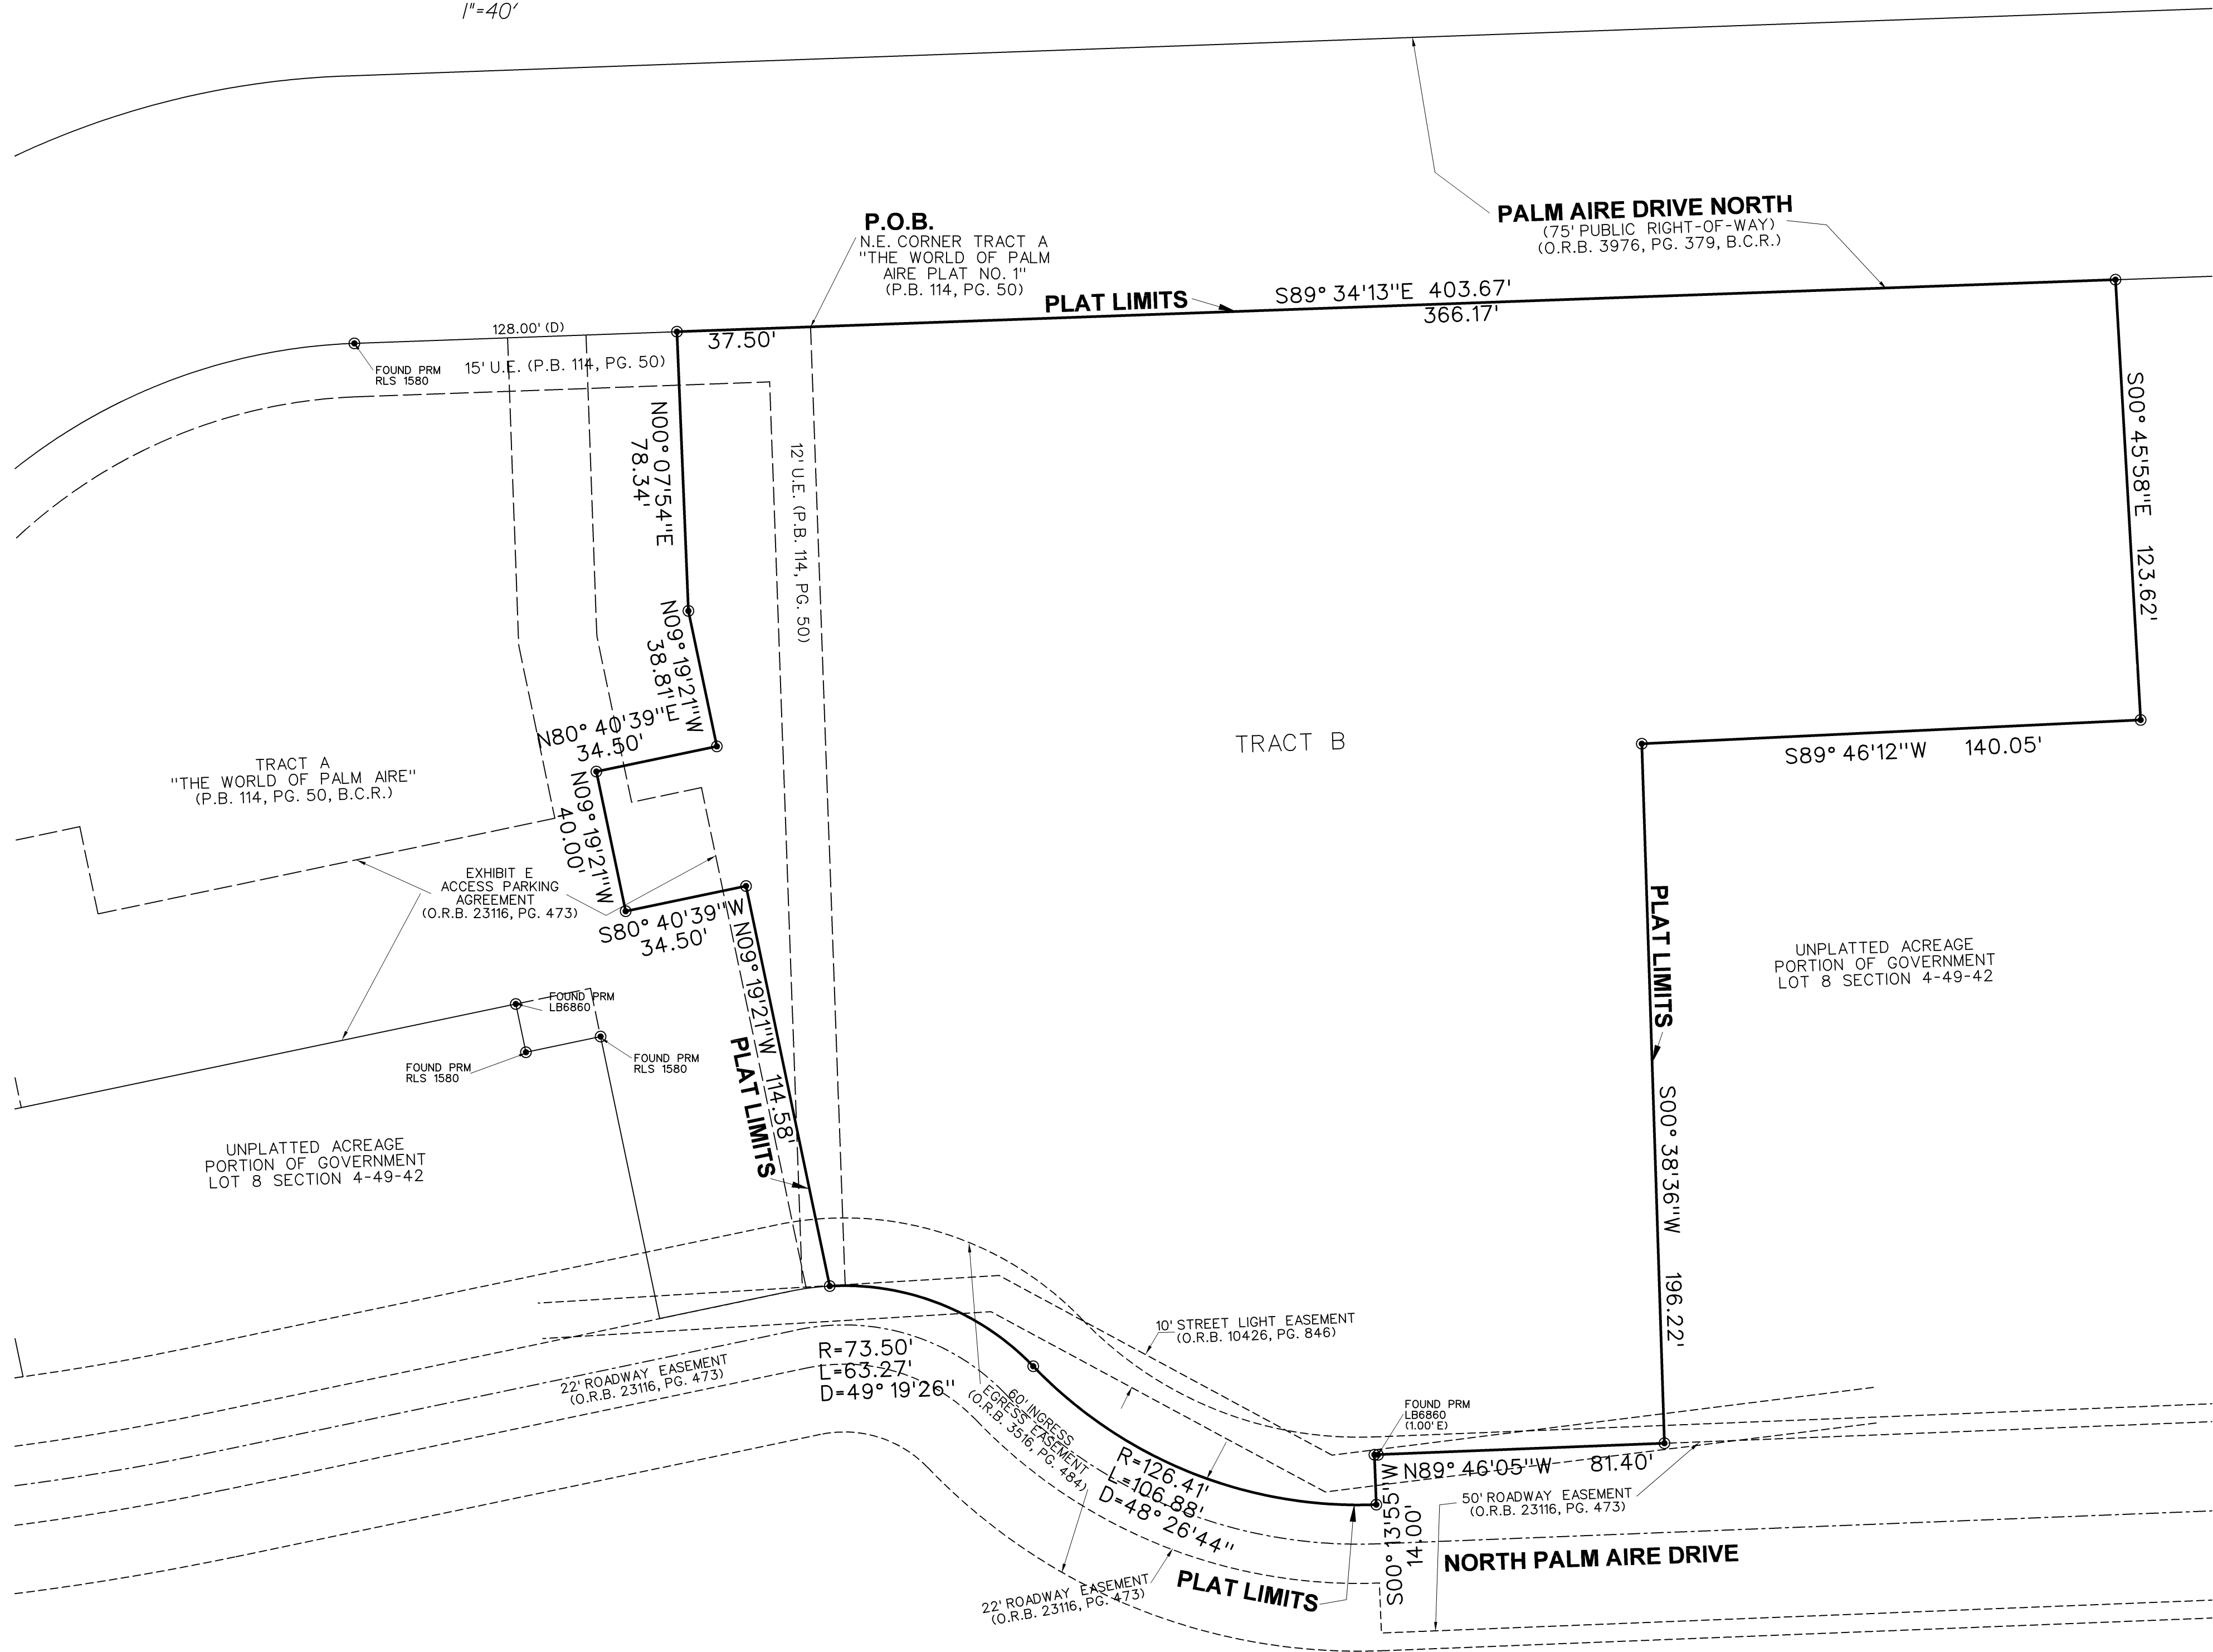 1"=40'
PALM AIRE DRIVE NORTH
(75' PUBLIC RIGHT-OF-WAY)
(O.R.B. 3976, PG. 379, B.C.R.)
P.O.B.
N.E. CORNER TRACT A
"THE WORLD OF PALM
AIRE PLAT NO. 1"
(P.B. 114, PG. 50)
PLAT LIMITS
S89° 34'13"E 403.67'
366.17'
37.50'
128.00' (D)
FOUND PRM
RLS 1580
15' U.E. (P.B. 114, PG. 50)
N00° 07'54"E
78.34'
12' U.E. (P.B. 114, PG. 50)
S00° 45'58"E 123.62'
N09° 19'21"W
38.81'
N80° 40'39"E
34.50'
N09° 19'21"W
40.00'
TRACT A
"THE WORLD OF PALM AIRE"
(P.B. 114, PG. 50, B.C.R.)
TRACT B
S89° 46'12"W 140.05'
EXHIBIT E
ACCESS PARKING
AGREEMENT
(O.R.B. 23116, PG. 473)
S80° 40'39"W
34.50'
N09° 19'21"W 114.58'
PLAT LIMITS
PLAT LIMITS
S00° 38'36"W 196.22'
UNPLATTED ACREAGE
PORTION OF GOVERNMENT
LOT 8 SECTION 4-49-42
FOUND PRM
LB6860
FOUND PRM
RLS 1580
FOUND PRM
RLS 1580
UNPLATTED ACREAGE
PORTION OF GOVERNMENT
LOT 8 SECTION 4-49-42
10' STREET LIGHT EASEMENT
(O.R.B. 10426, PG. 846)
R=73.50'
L=63.27'
D=49° 19'26"
22' ROADWAY EASEMENT
(O.R.B. 23116, PG. 473)
60' INGRESS
EGRESS EASEMENT
(O.R.B. 3516, PG. 484)
FOUND PRM
LB6860
(1.00' E)
R=126.41'
L=106.88'
D=48° 26'44"
N89° 46'05"W 81.40'
S00° 13'55"W
14.00'
50' ROADWAY EASEMENT
(O.R.B. 23116, PG. 473)
NORTH PALM AIRE DRIVE
22' ROADWAY EASEMENT
(O.R.B. 23116, PG. 473)
PLAT LIMITS